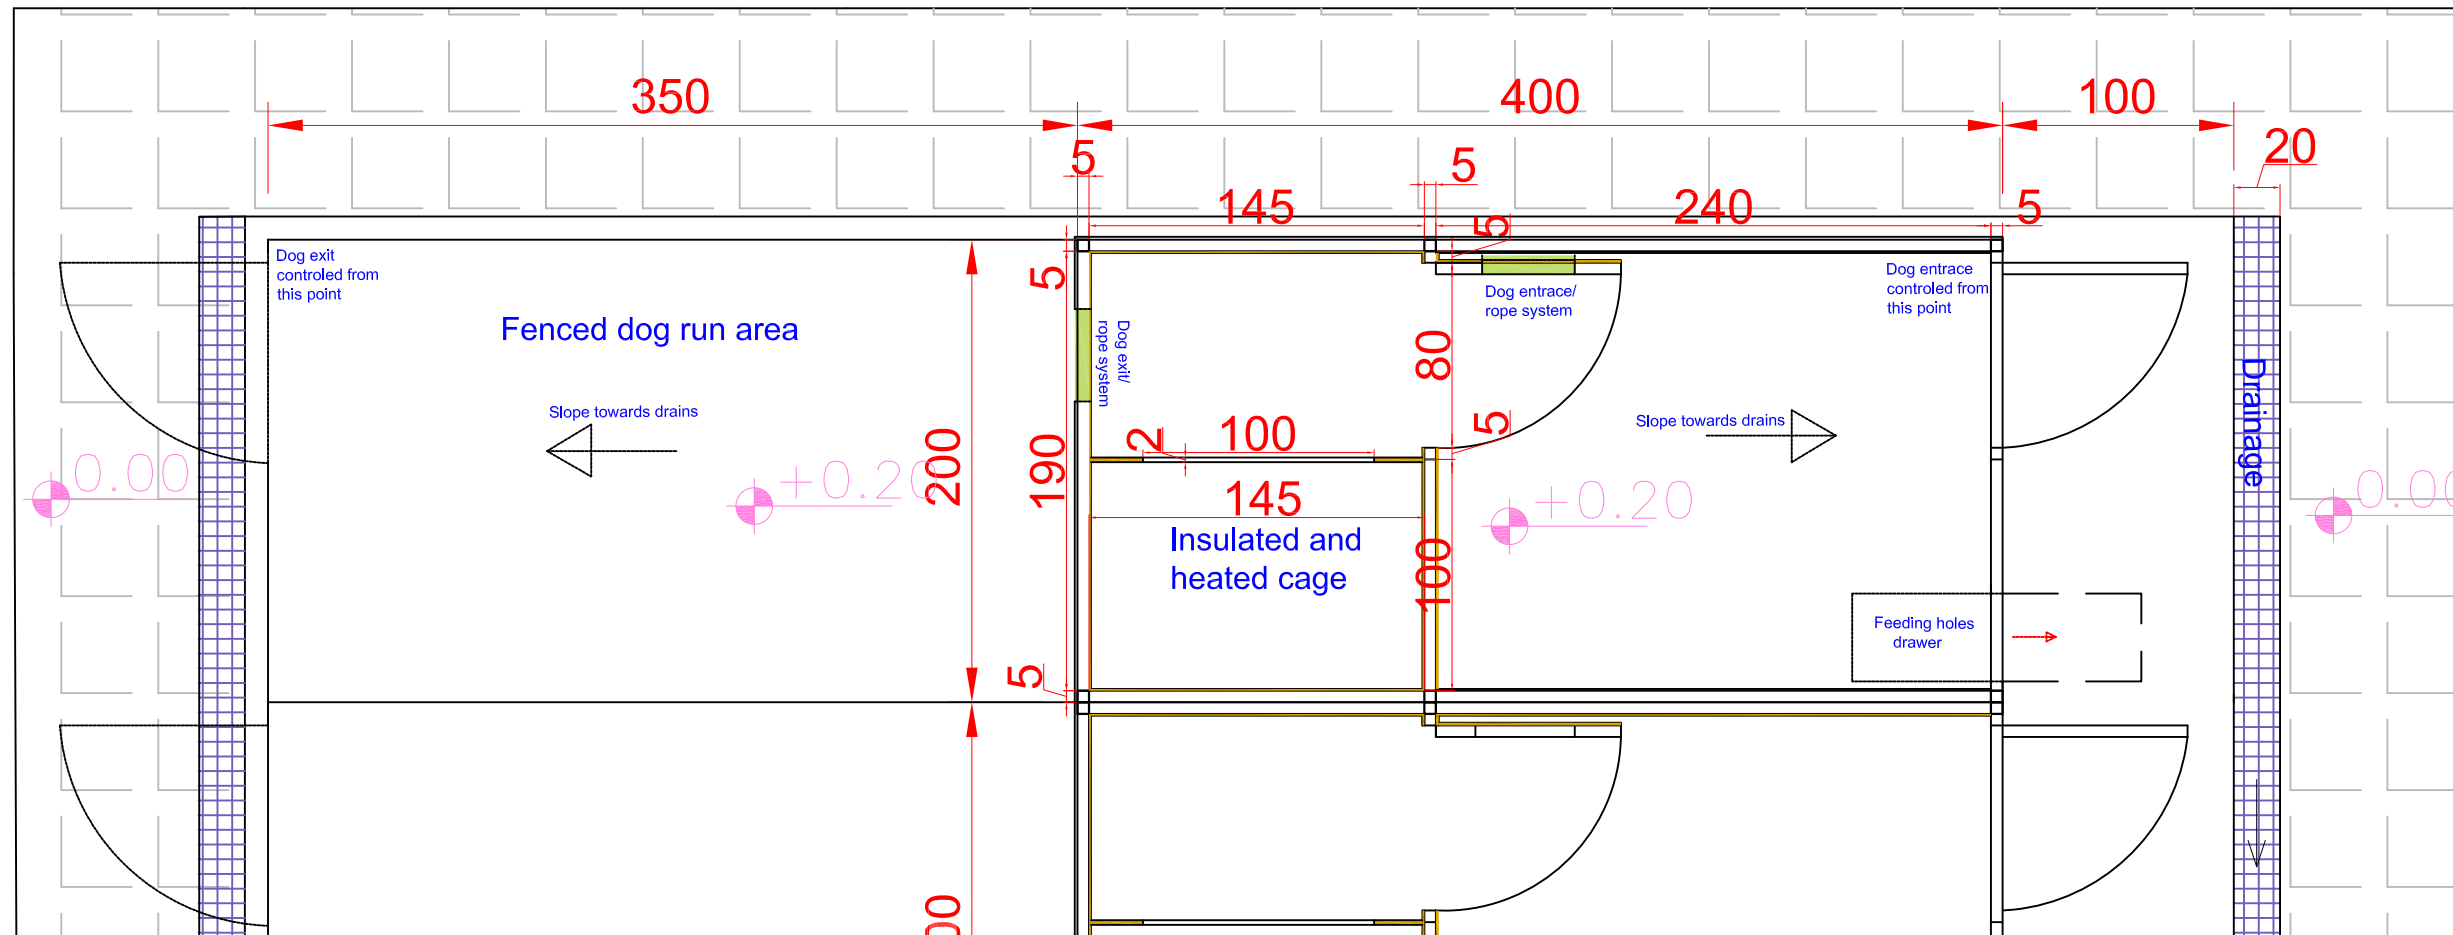 350
400
100
20
5
5
145
240
5
5
Dog exit
controled from
this point
5
Dog entrace
controled from
this point
Dog entrace/
rope system
Fenced dog run area
Dog exit/
rope system
80
Drainage
Slope towards drains
Slope towards drains
2
100
5
0.00
+0.20
200
190
145
+0.20
0.00
Insulated and
heated cage
100
Feeding holes
drawer
5